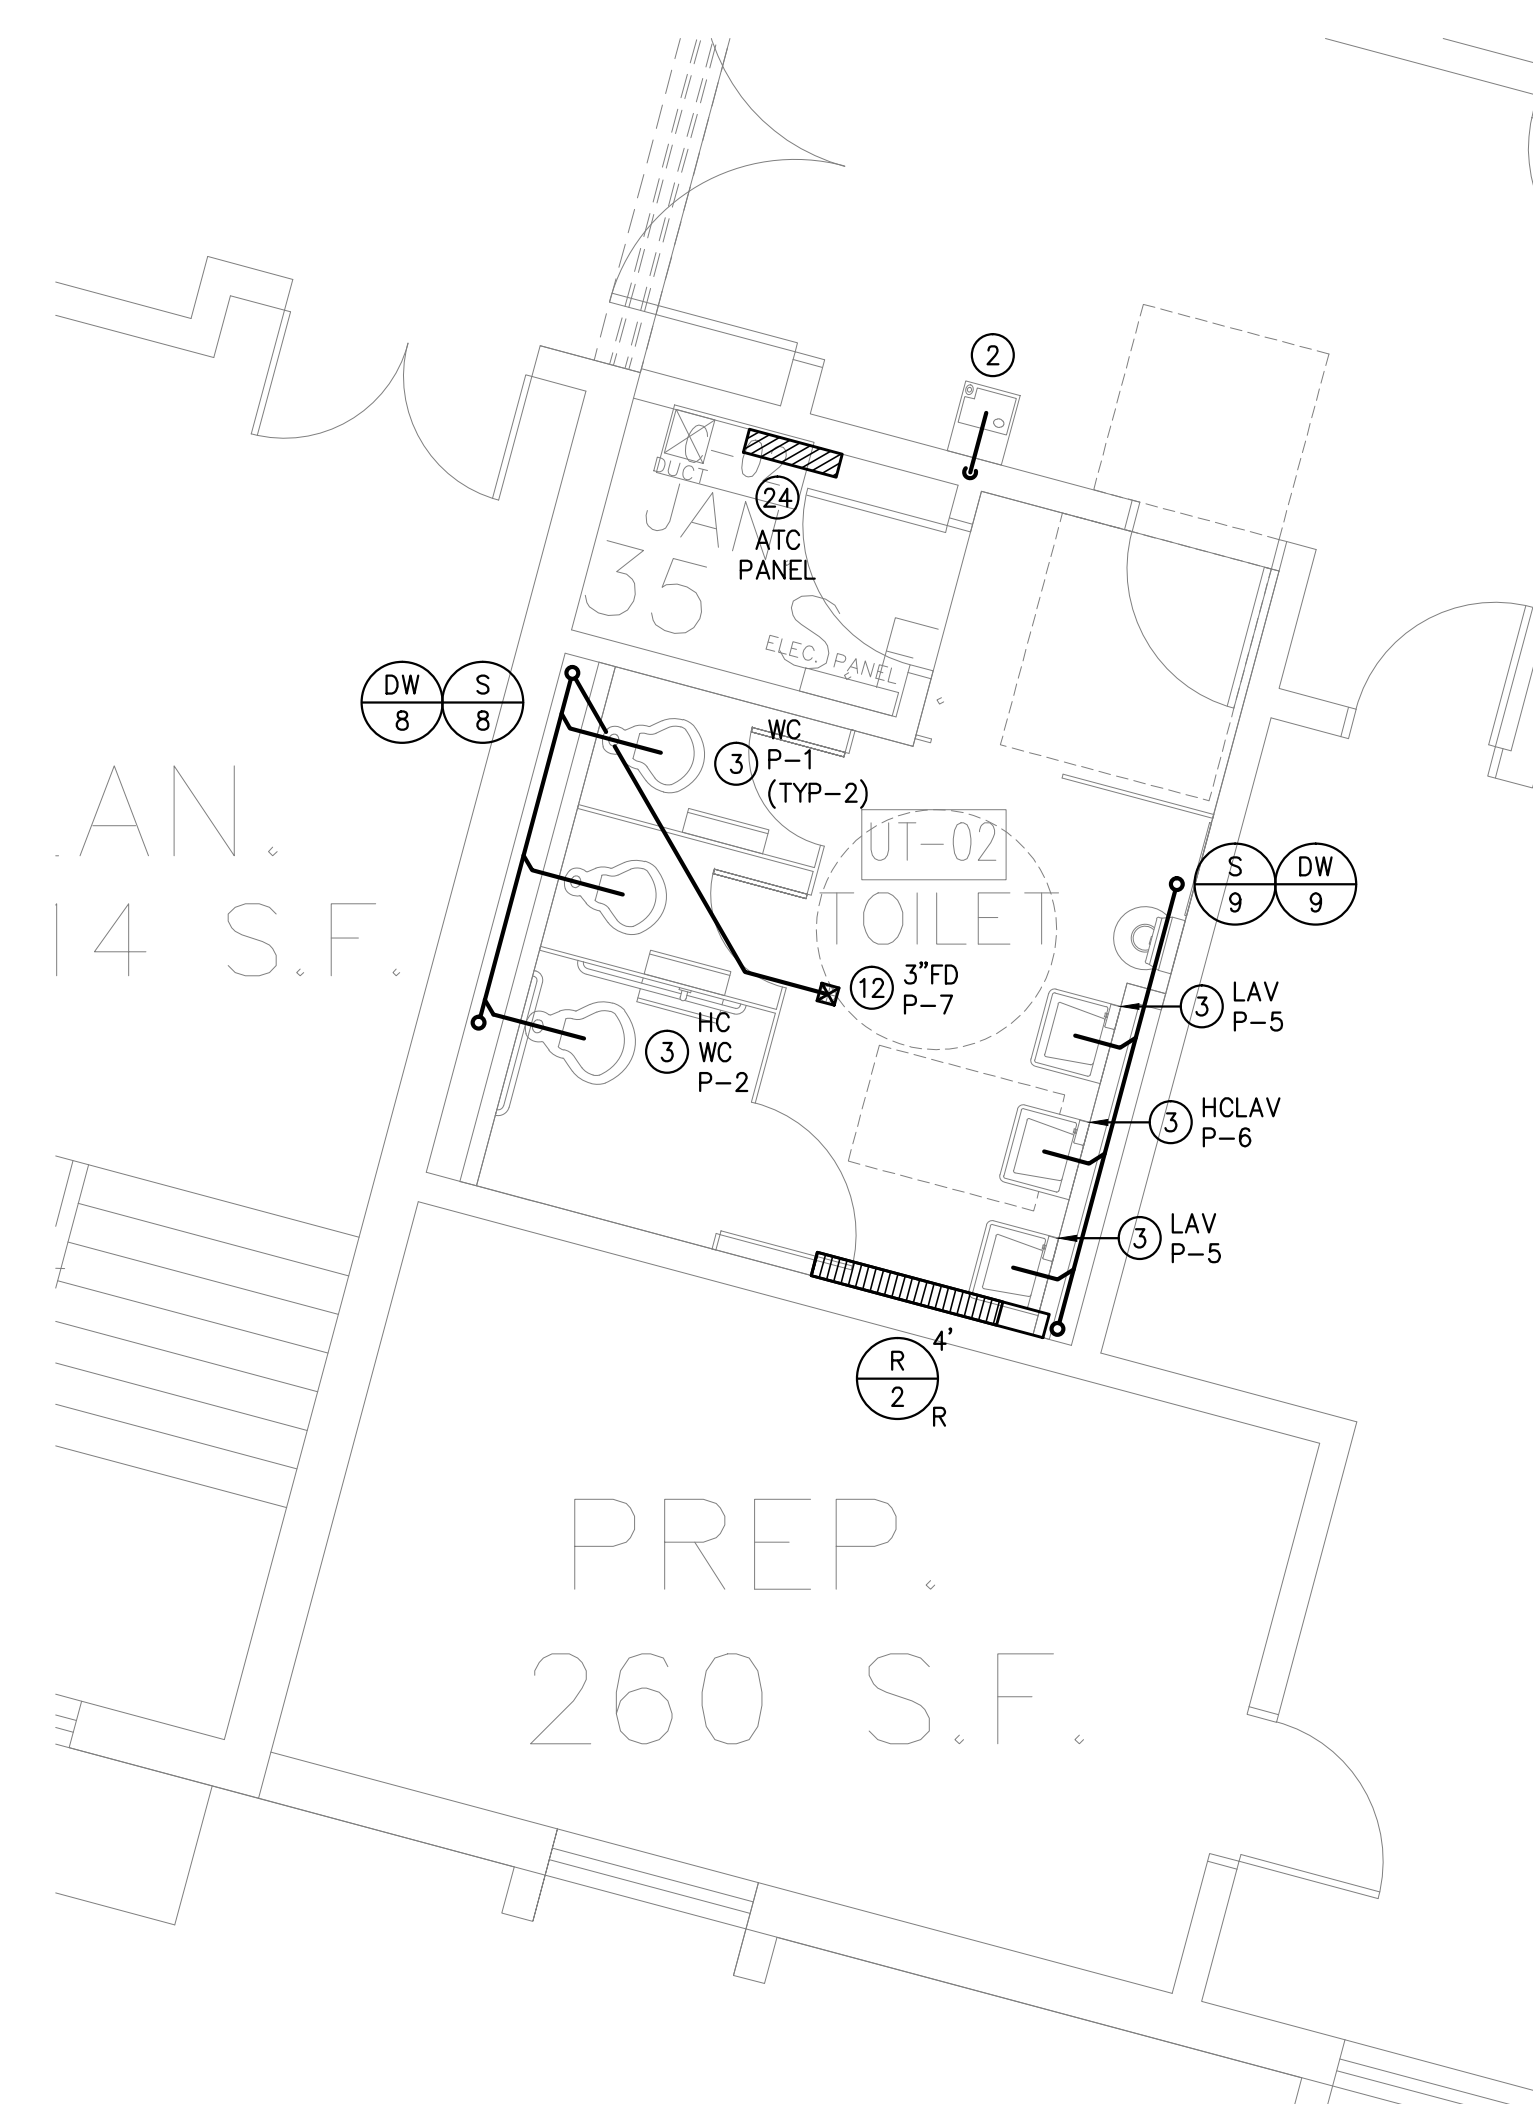 2
24
ATC
PANEL
DUCT
JAN
35 S
ELEC. PANEL
DW
8
S
8
3
WC
P-1
(TYP-2)
AN.
14 S.F.
UT-02
TOILET
S
9
DW
9
12
3"FD
P-7
3
LAV
P-5
3
HC
WC
P-2
3
HCLAV
P-6
3
LAV
P-5
4'
R
2
R
PREP.
260 S.F.